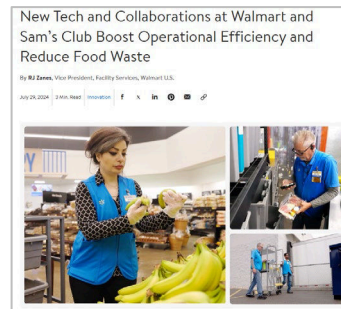 New Tech and Collaborations at Walmart and
Sam's Club Boost Operational Efficiency and
Reduce Food Waste
By RJ Zanes, Vice President, Facility Services, Walmart U.S.
July 29, 2024 3 Min. Read Innovation